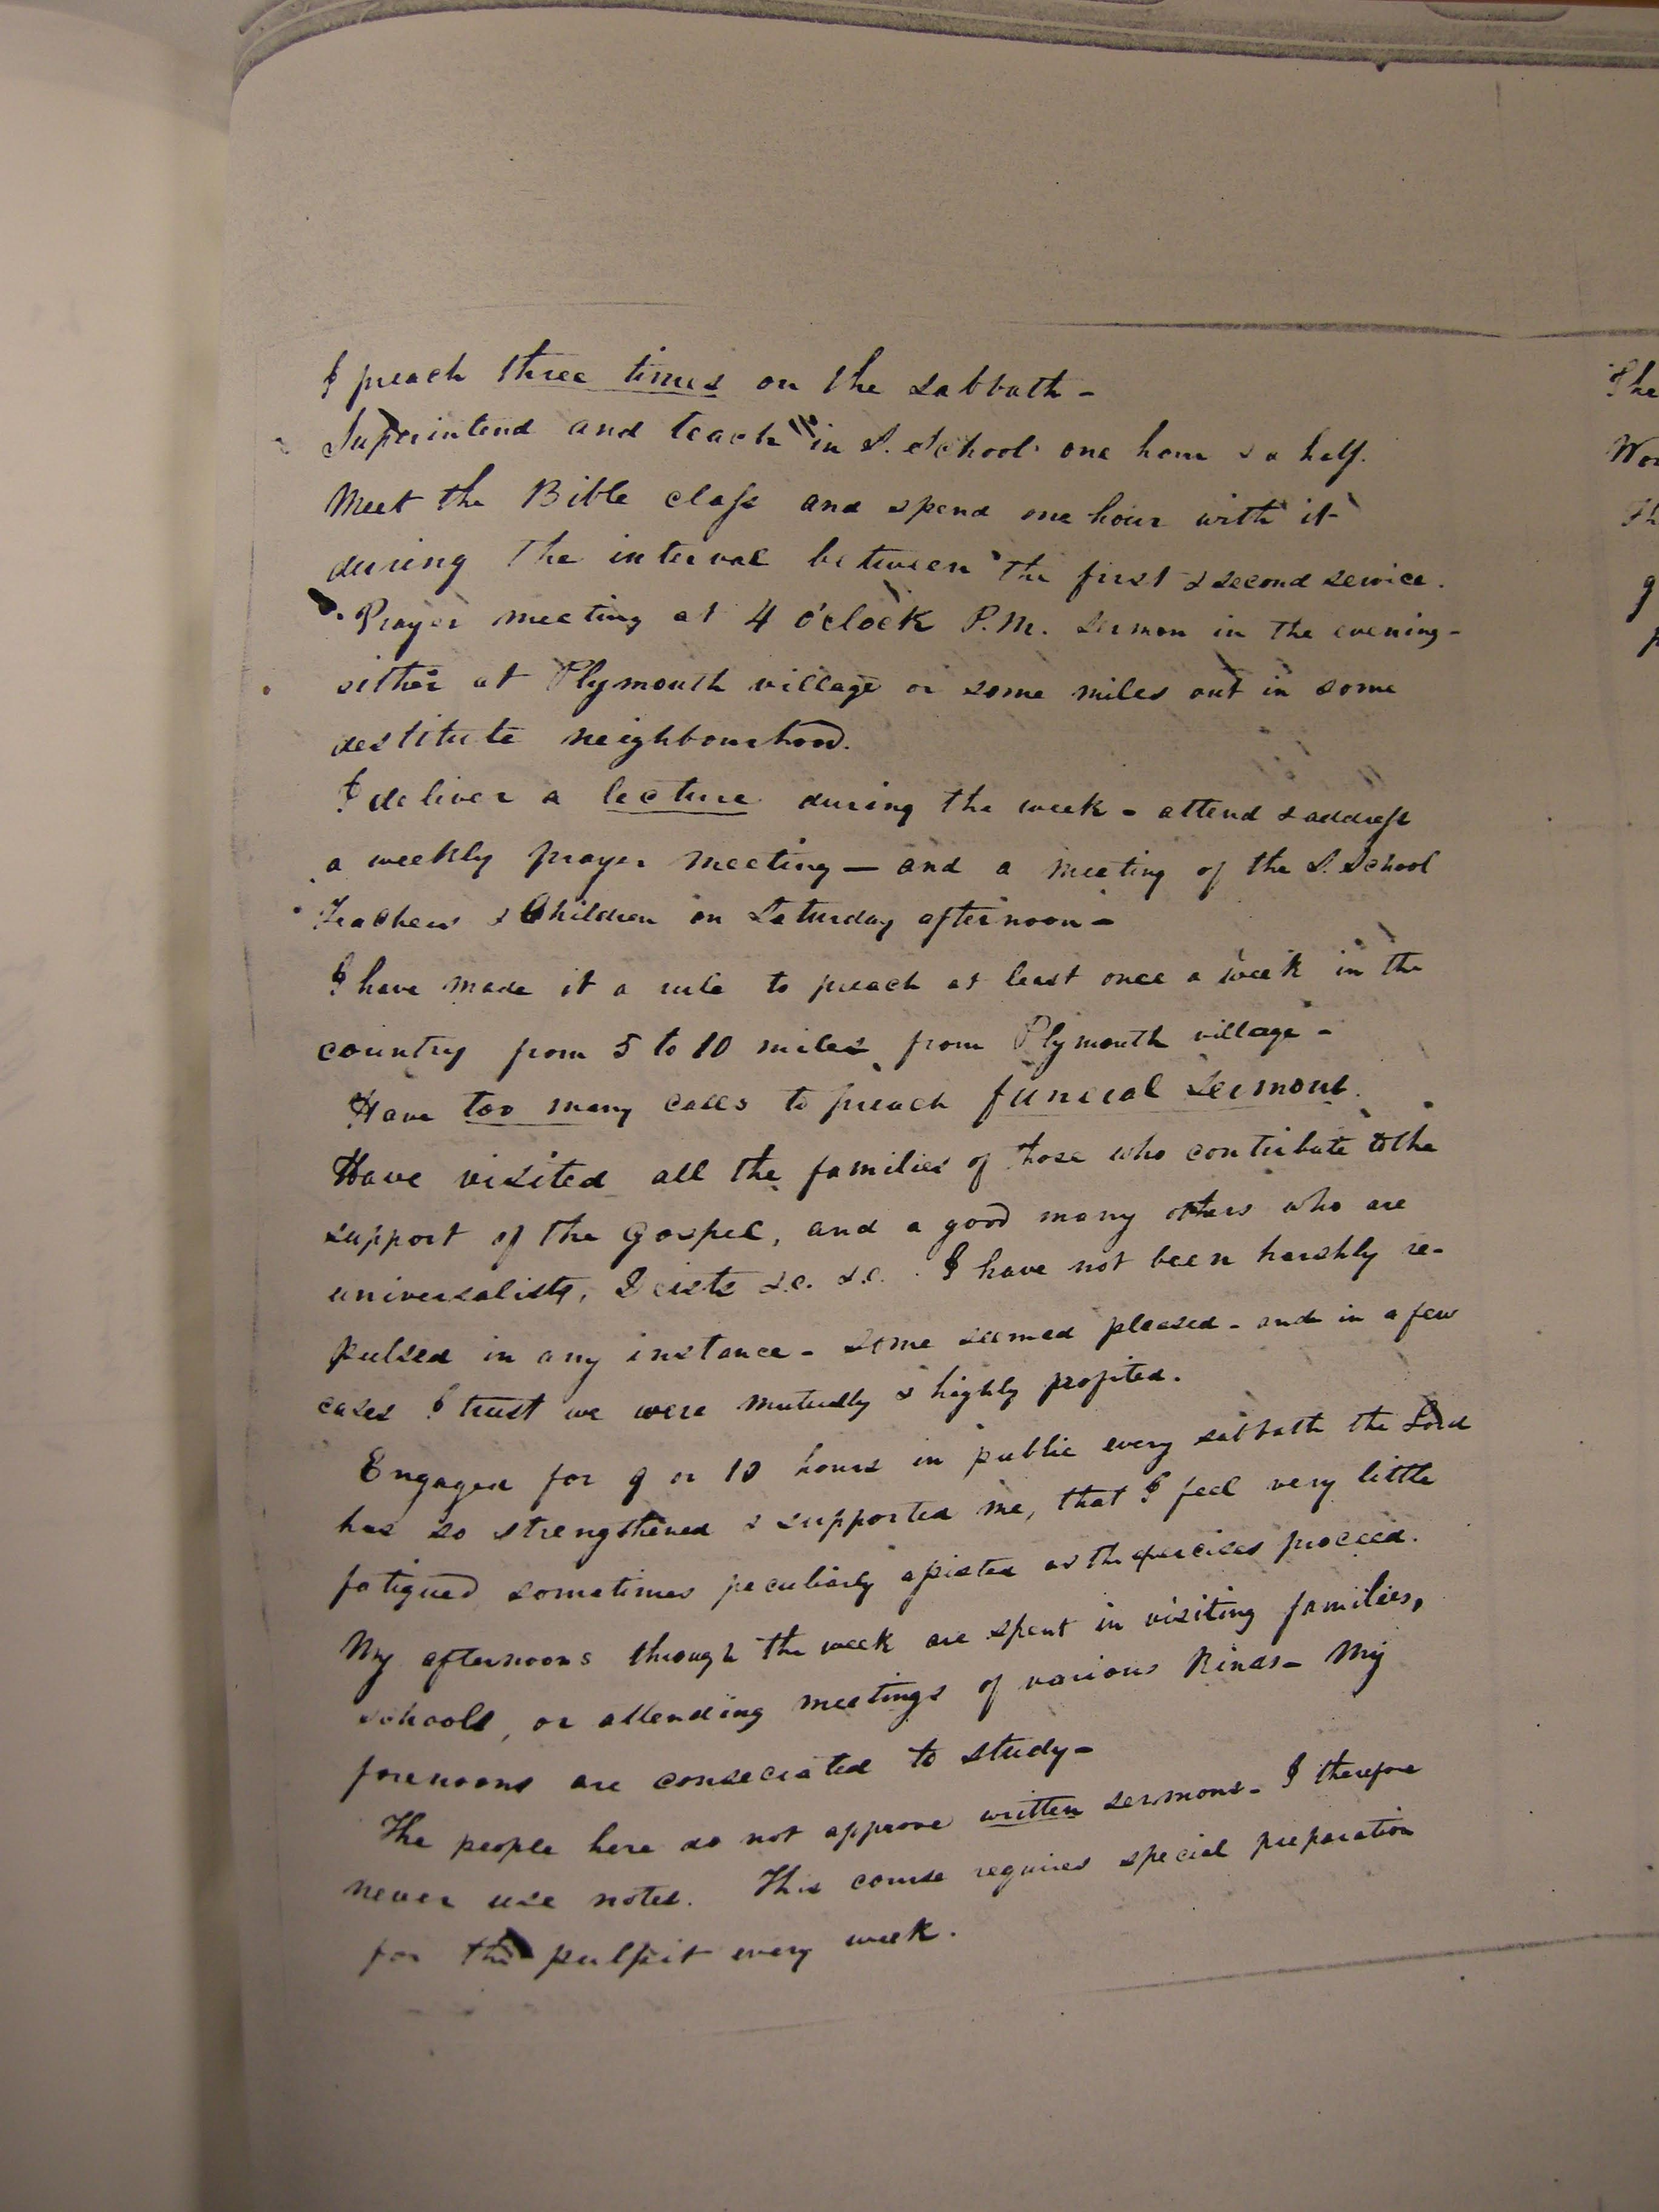 I preach three times on the sabbath -
Superintend and teach in S. School one hour & a half.
Meet the Bible class and spend one hour with it
during the interval between the first & second service.
Prayer meeting at 4 o'clock P.M. Sermon in the evening -
either at Plymouth village or some miles out in some
destitute neighbourhood.
I deliver a lecture during the week - attend & address
a weekly prayer meeting — and a meeting of the S. School
Teachers & Children on Saturday afternoon -
I have made it a rule to preach at least once a week in the
country from 5 to 10 miles from Plymouth village -
Have too many calls to preach funeral sermons.
Have visited all the families of those who contribute to the
support of the Gospel, and a good many others who are
universalists, Deists &c. &c. I have not been harshly re-
pulsed in any instance - some seemed pleased - and in a few
cases I trust we were mutually & highly profited.
Engaged for 9 or 10 hours in public every sabbath the Lord
has so strengthened & supported me, that I feel very little
fatigued sometimes peculiarly assisted as the exercises proceed.
My afternoons through the week are spent in visiting families,
schools, or attending meetings of various kinds - My
forenoons are consecrated to study -
The people here do not approve written sermons - I therefore
never use notes. This course requires special preparation
for the pulpit every week.
The